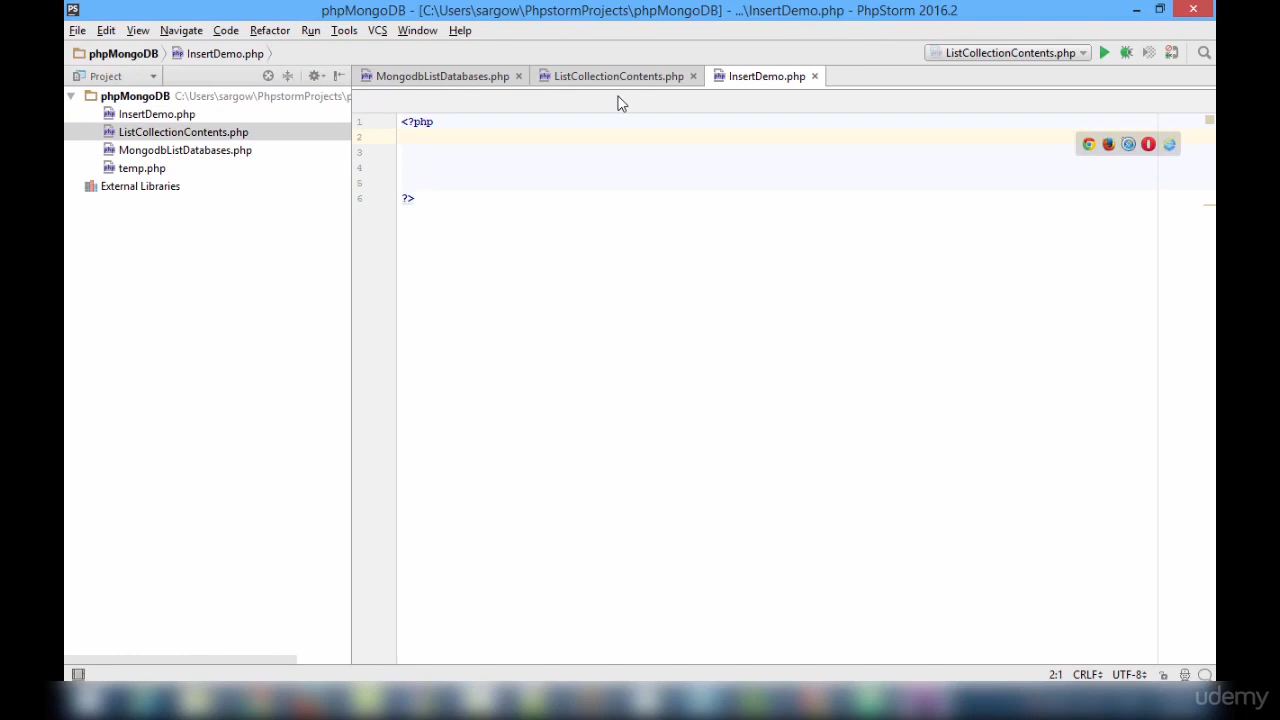 PS phpMongoDB - [C:\Users\sargow\PhpstormProjects\phpMongoDB] - ...\InsertDemo.php - PhpStorm 2016.2
File Edit View Navigate Code Refactor Run Tools VCS Window Help
phpMongoDB InsertDemo.php ListCollectionContents.php
Project MongodbListDatabases.php ListCollectionContents.php InsertDemo.php
phpMongoDB C:\Users\sargow\PhpstormProjects\p
InsertDemo.php
ListCollectionContents.php
MongodbListDatabases.php
temp.php
External Libraries
1 <?php
2
3
4
5
6 ?>
2:1 CRLF UTF-8
udemy